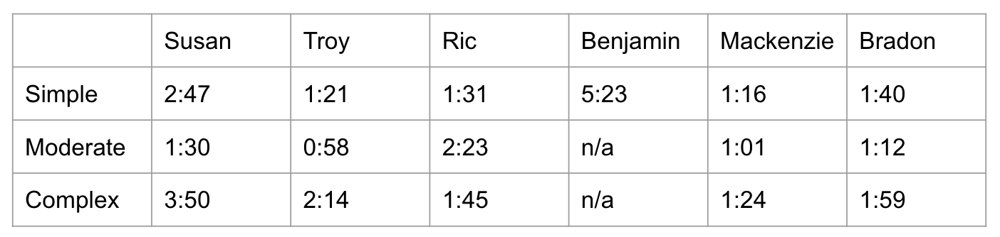 Susan Troy Ric Benjamin Mackenzie Bradon
Simple 2:47 1:21 1:31 5:23 1:16 1:40
Moderate 1:30 0:58 2:23 n/a 1:01 1:12
Complex 3:50 2:14 1:45 n/a 1:24 1:59